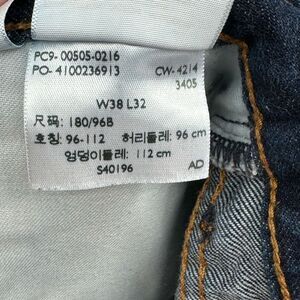 PC9- 00505-0216
PO- 4100236913 CW- 4214
3405
W38 L32
尺码: 180/96B
호칭: 96-112 허리둘레: 96 cm
엉덩이둘레: 112 cm
S40196 AD